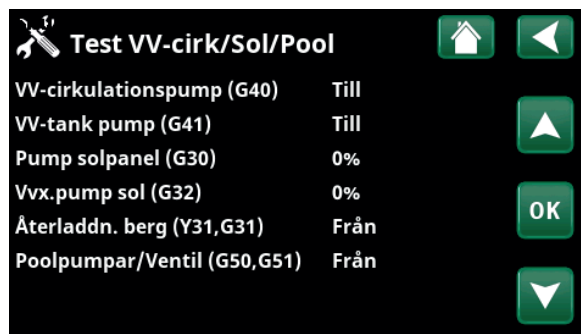 Test VV-cirk/Sol/Pool
VV-cirkulationspump (G40) Till
VV-tank pump (G41) Till
Pump solpanel (G30) 0%
Vvx.pump sol (G32) 0%
Återladdn. berg (Y31,G31) Från
OK
Poolpumpar/Ventil (G50,G51) Från